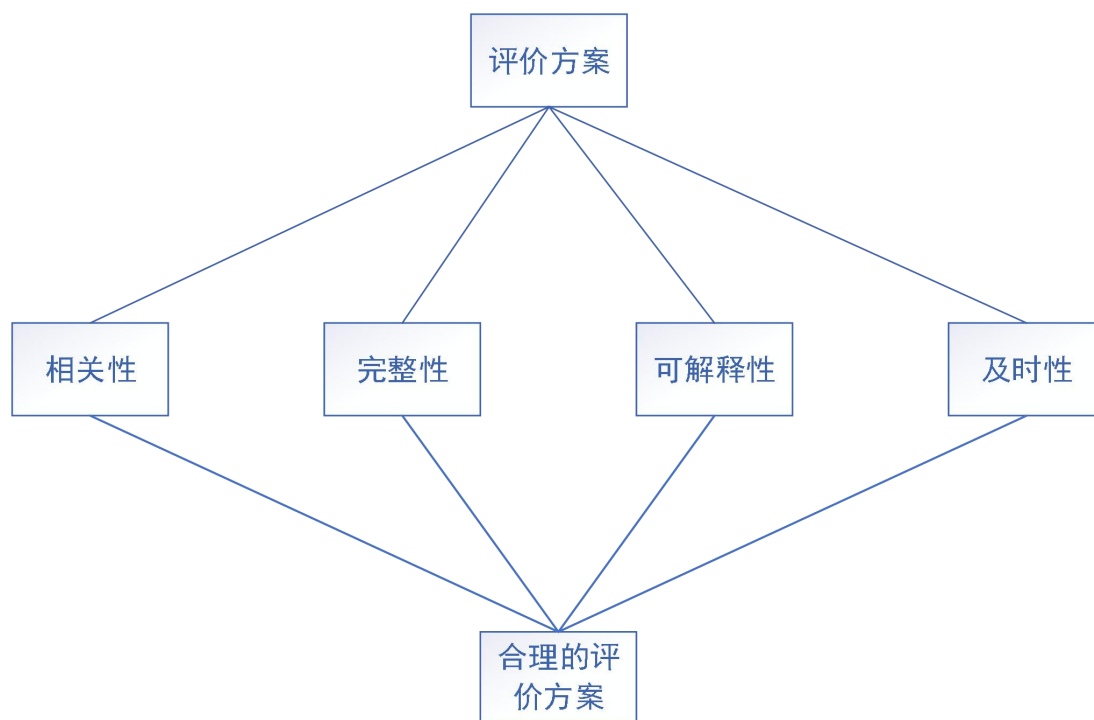 评价方案
相关性
完整性
可解释性
及时性
合理的评
价方案